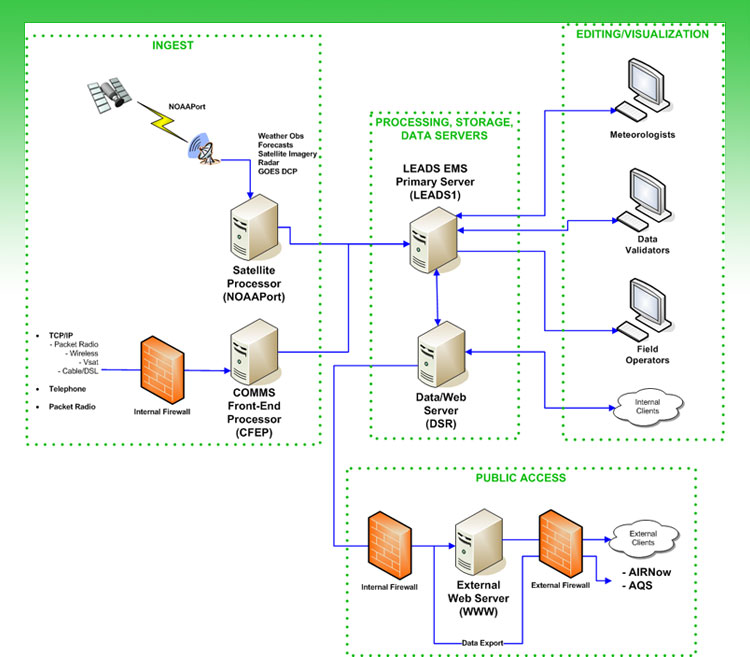 INGEST
NOAAPort
Weather Obs
Forecasts
Satellite Imagery
Radar
GOES DCP
Satellite
Processor
(NOAAPort)
• TCP/IP
- Packet Radio
- Wireless
- Vsat
- Cable/DSL
• Telephone
• Packet Radio
Internal Firewall
COMMS
Front-End
Processor
(CFEP)
PROCESSING, STORAGE,
DATA SERVERS
LEADS EMS
Primary Server
(LEADS1)
Data/Web
Server
(DSR)
EDITING/VISUALIZATION
Meteorologists
Data
Validators
Field
Operators
Internal
Clients
PUBLIC ACCESS
Internal Firewall
External
Web Server
(WWW)
External Firewall
External
Clients
- AIRNow
- AQS
Data Export